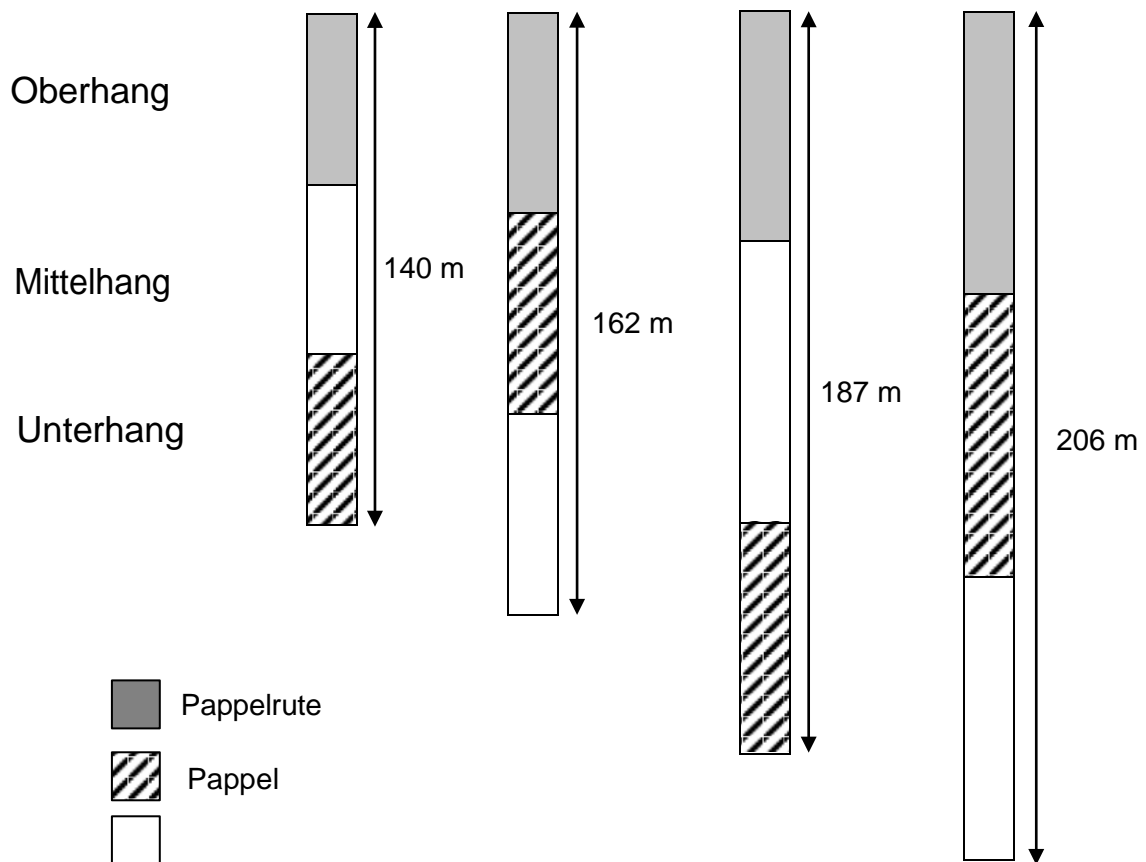 Oberhang
Mittelhang
140 m
162 m
187 m
Unterhang
206 m
Pappelrute
Pappel